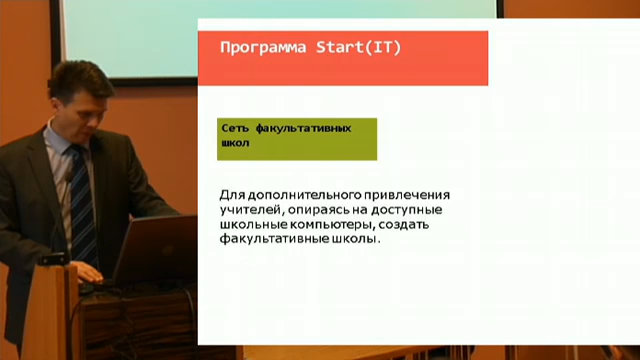 Программа Start(IT)
Сеть факультативных
школ
Для дополнительного привлечения
учителей, опираясь на доступные
школьные компьютеры, создать
факультативные школы.